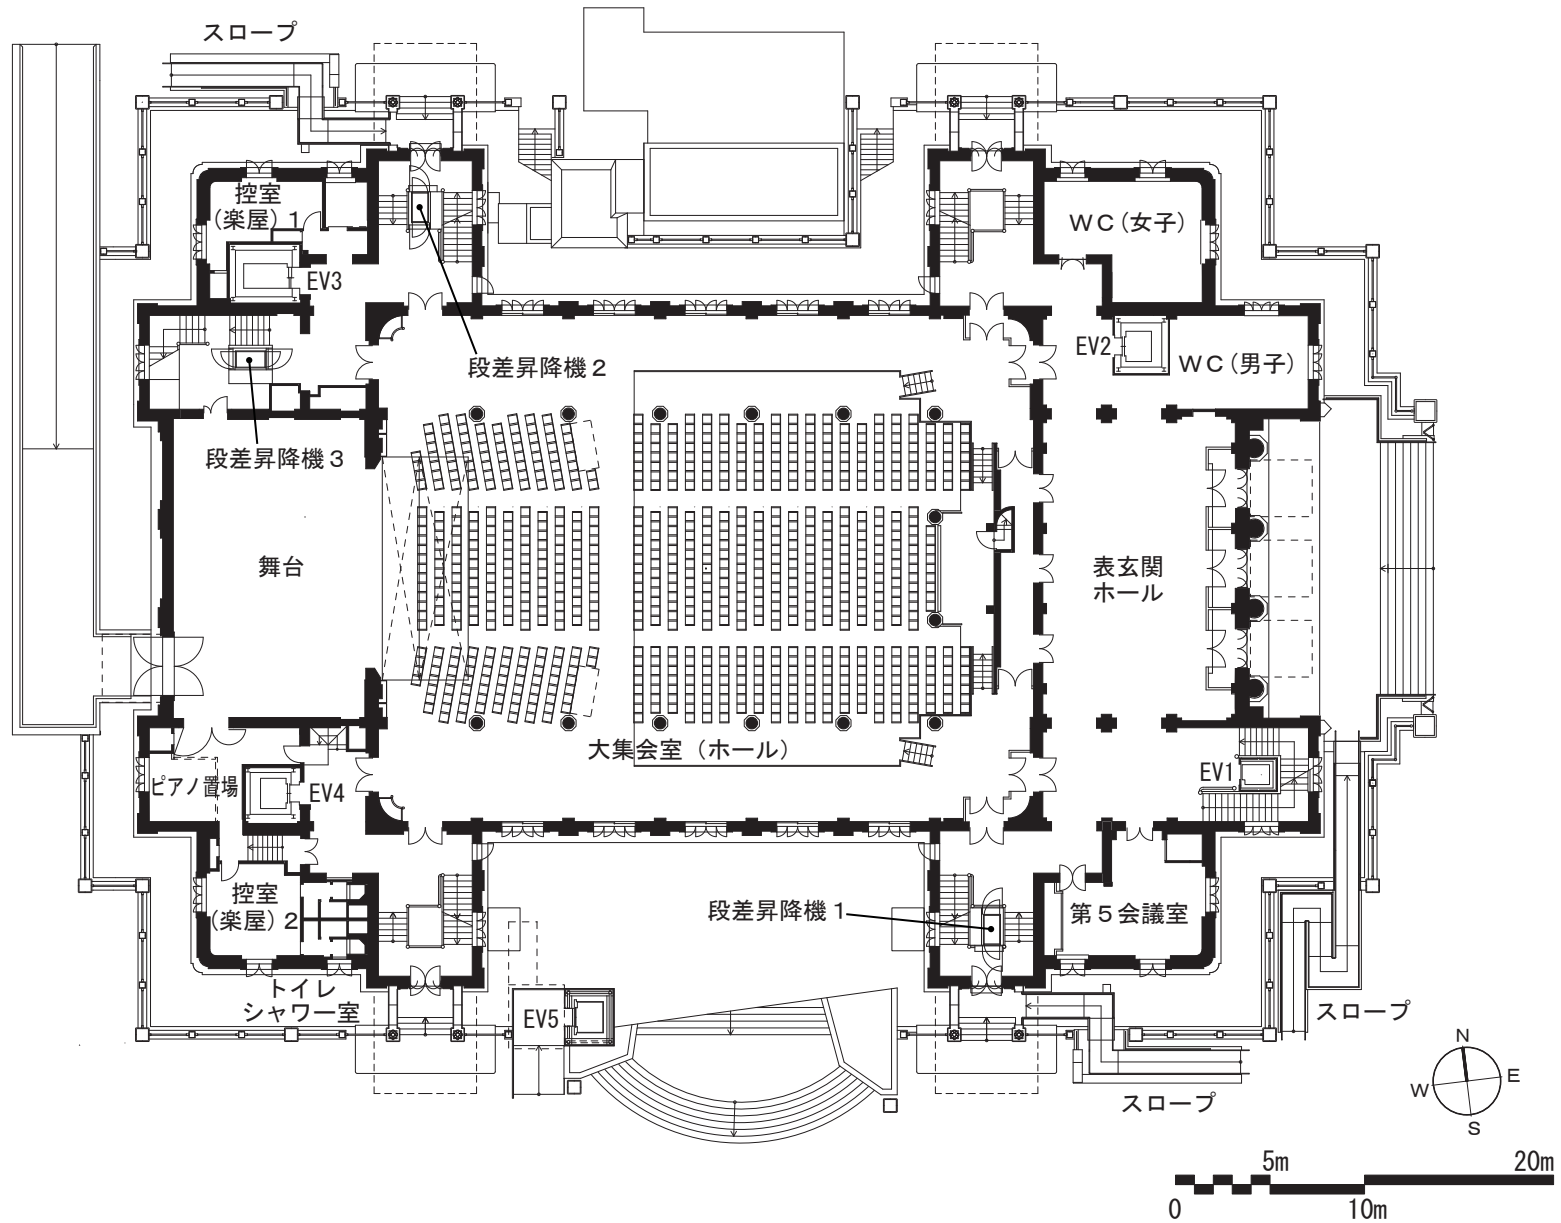 スロープ
控室
(楽屋)1
EV3
WC(女子)
EV2
WC(男子)
段差昇降機2
段差昇降機3
舞台
表玄関
ホール
大集会室(ホール)
ピアノ置場
EV4
EV1
控室
(楽屋)2
段差昇降機1
第5会議室
トイレ
シャワー室
EV5
スロープ
スロープ
N
E
W
S
5m
20m
0
10m